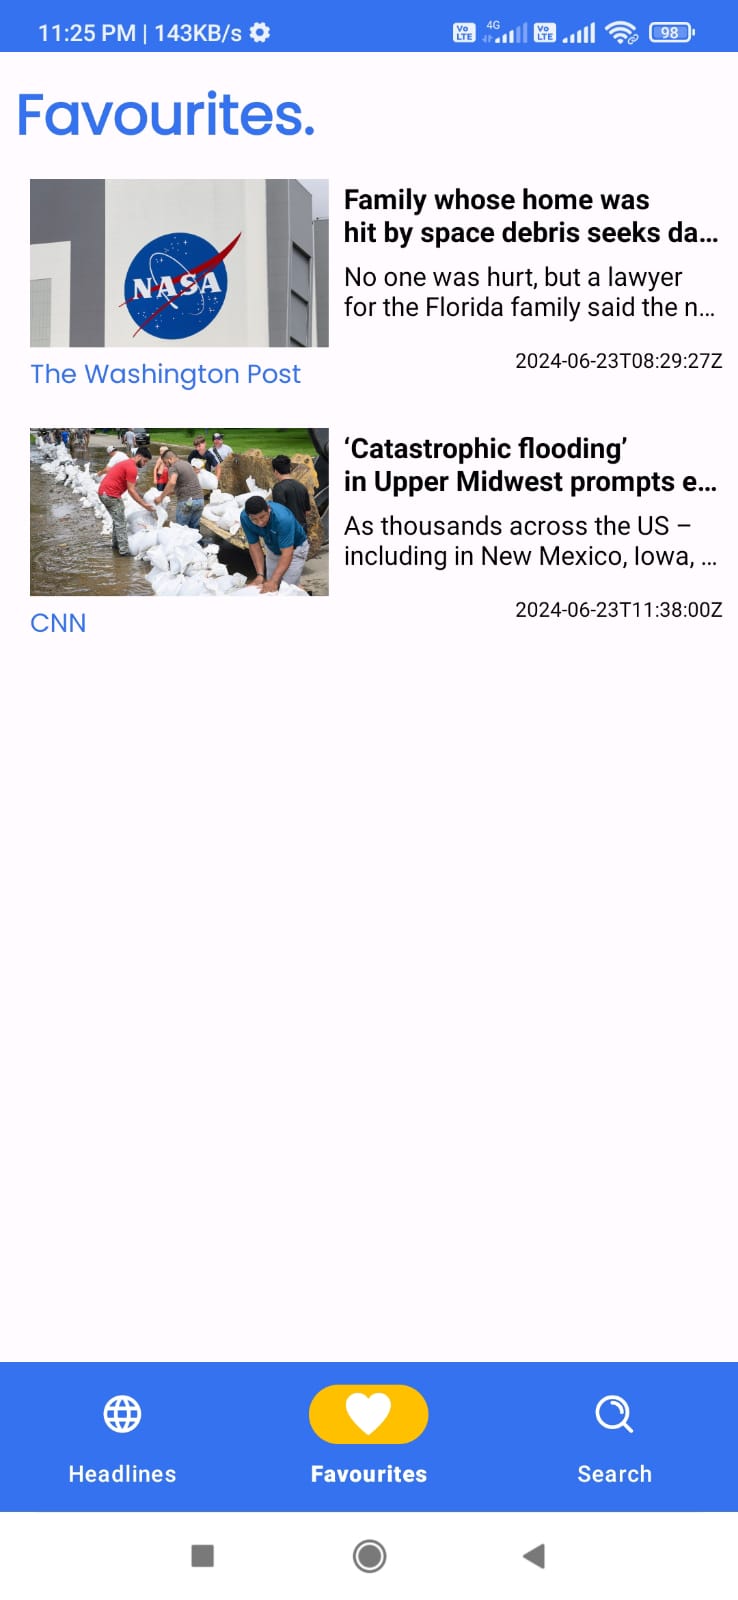 11:25 PM | 143KB/s
Vo LTE 4G Vo LTE 98
Favourites.
NASA
Family whose home was
hit by space debris seeks da...
No one was hurt, but a lawyer
for the Florida family said the n...
2024-06-23T08:29:27Z
The Washington Post
‘Catastrophic flooding’
in Upper Midwest prompts e...
As thousands across the US –
including in New Mexico, Iowa, ...
2024-06-23T11:38:00Z
CNN
Headlines
Favourites
Search